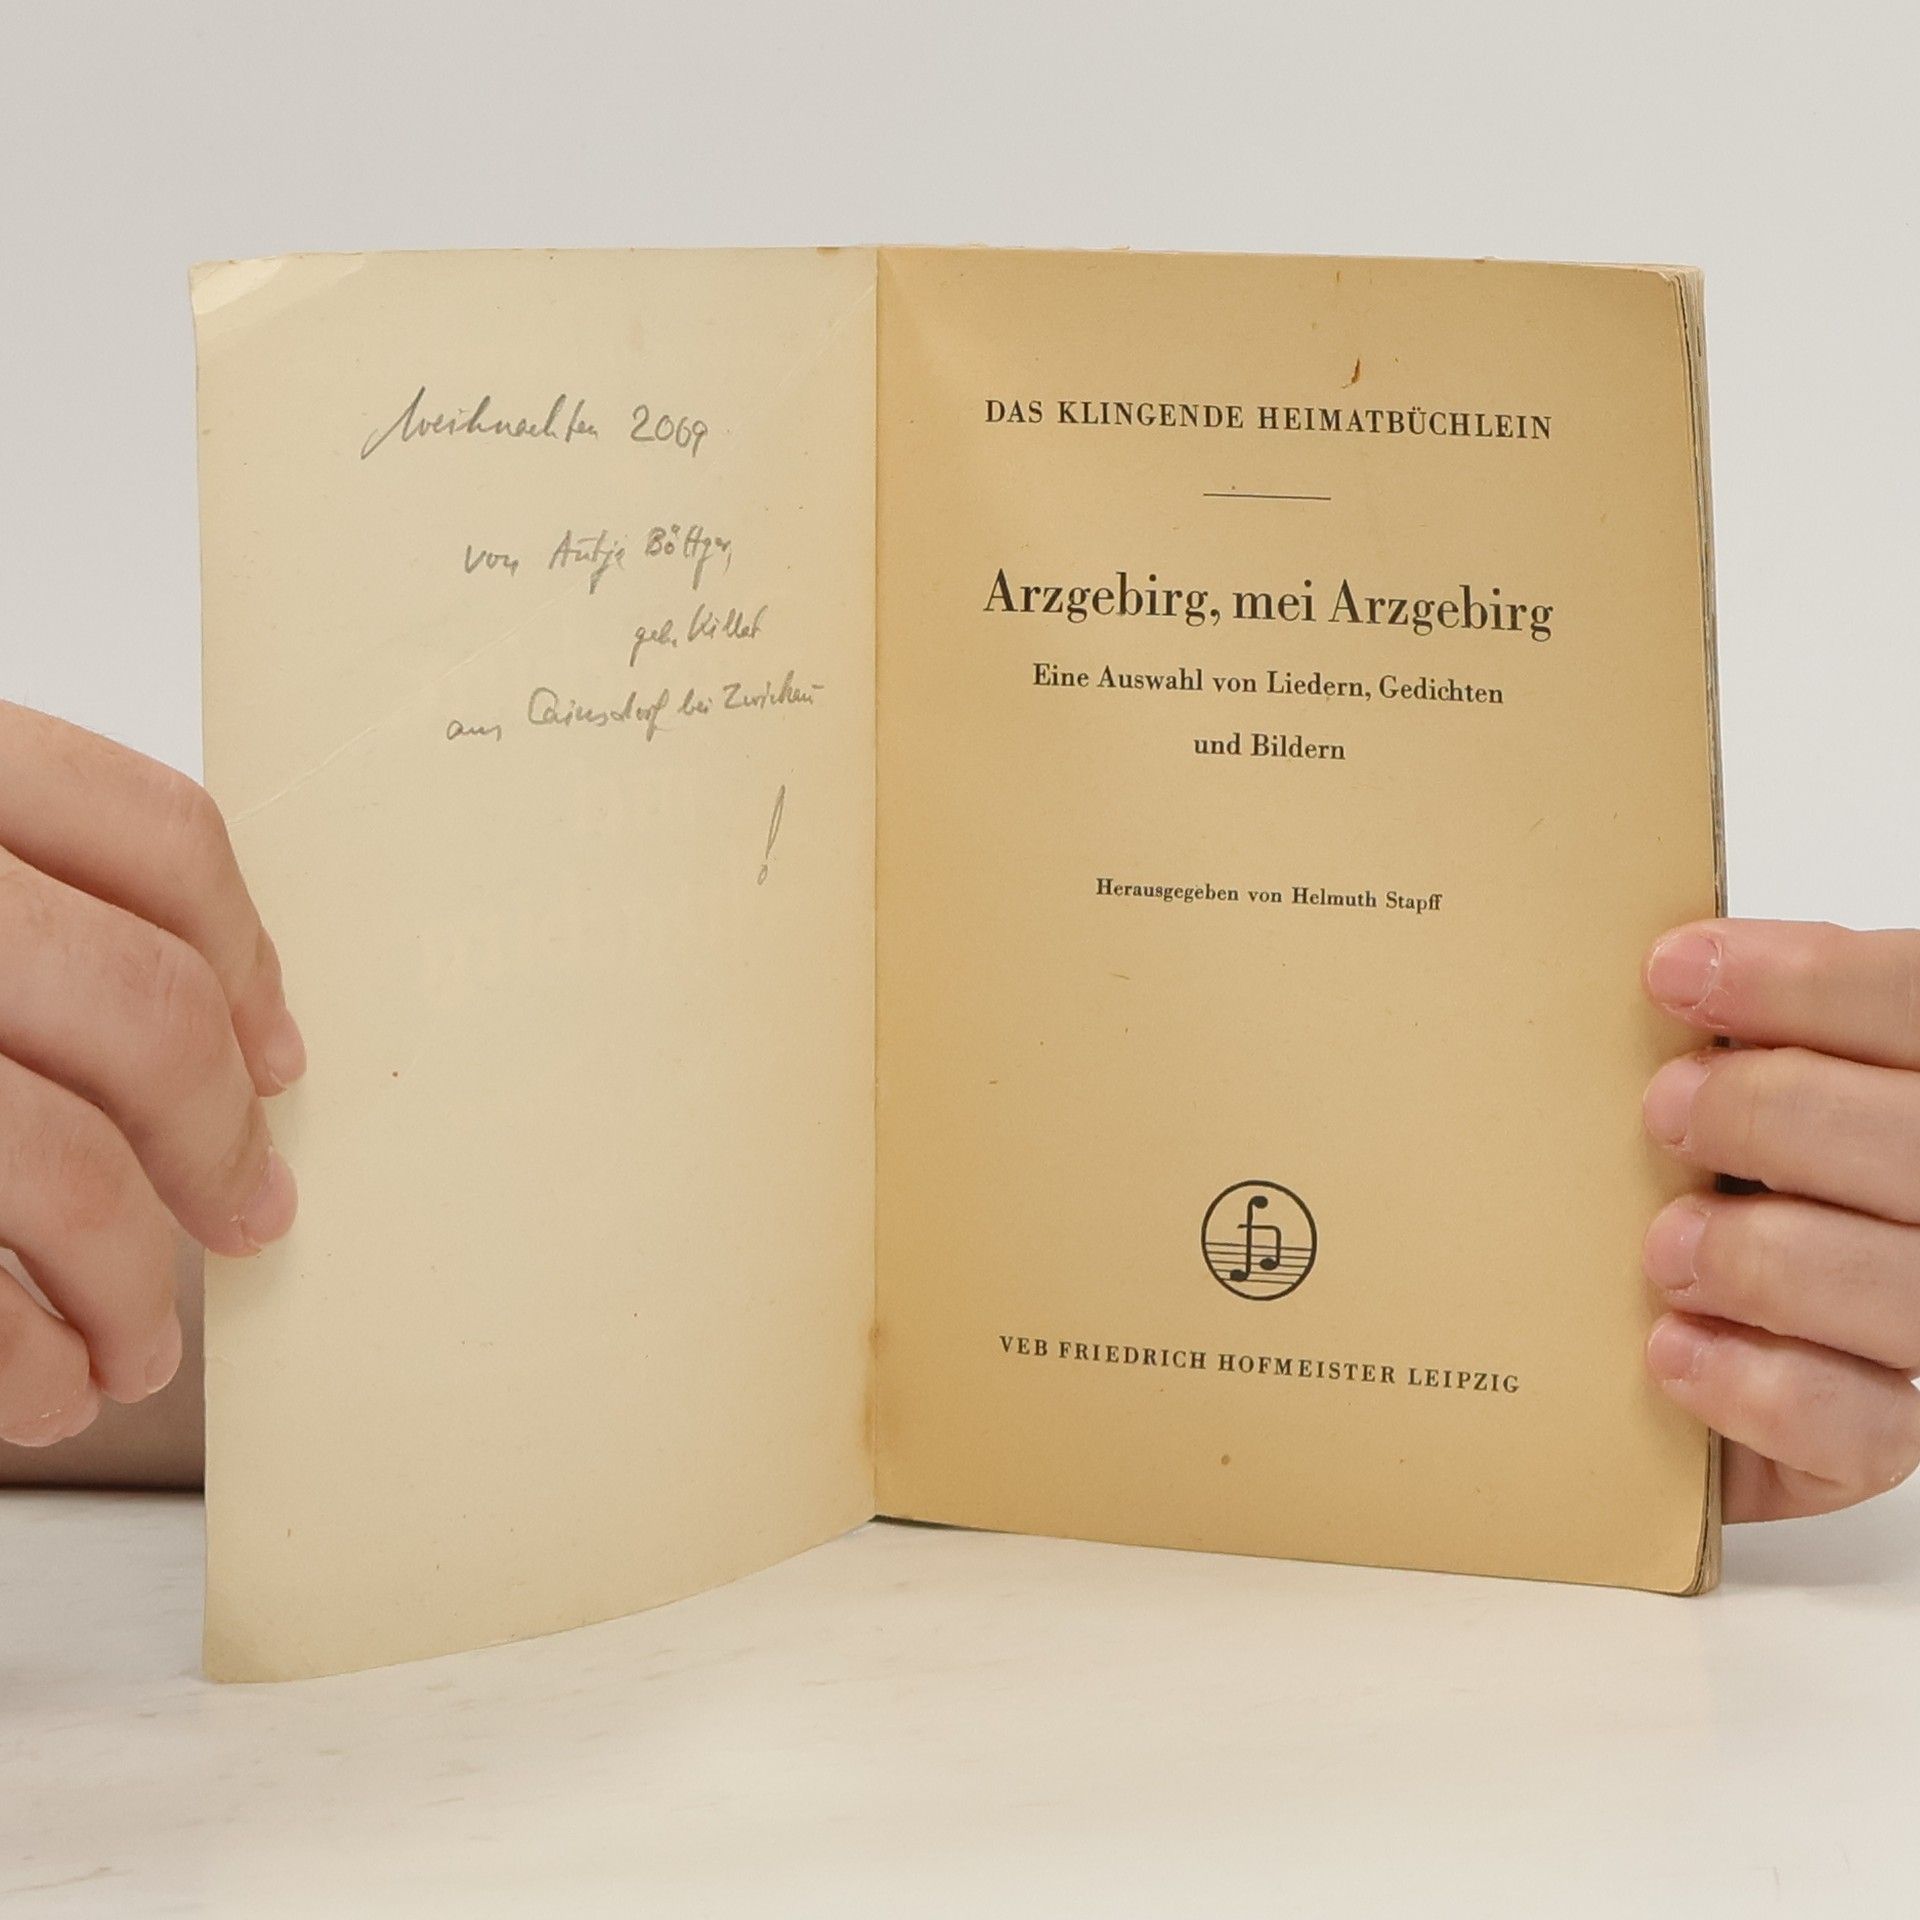 Weihnachten 2009
von Antje Böttger,
geb. Killat
aus Cainsdorf bei Zwickau
!
DAS KLINGENDE HEIMATBÜCHLEIN
Arzgebirg, mei Arzgebirg
Eine Auswahl von Liedern, Gedichten
und Bildern
Herausgegeben von Helmuth Stapff
VEB FRIEDRICH HOFMEISTER LEIPZIG